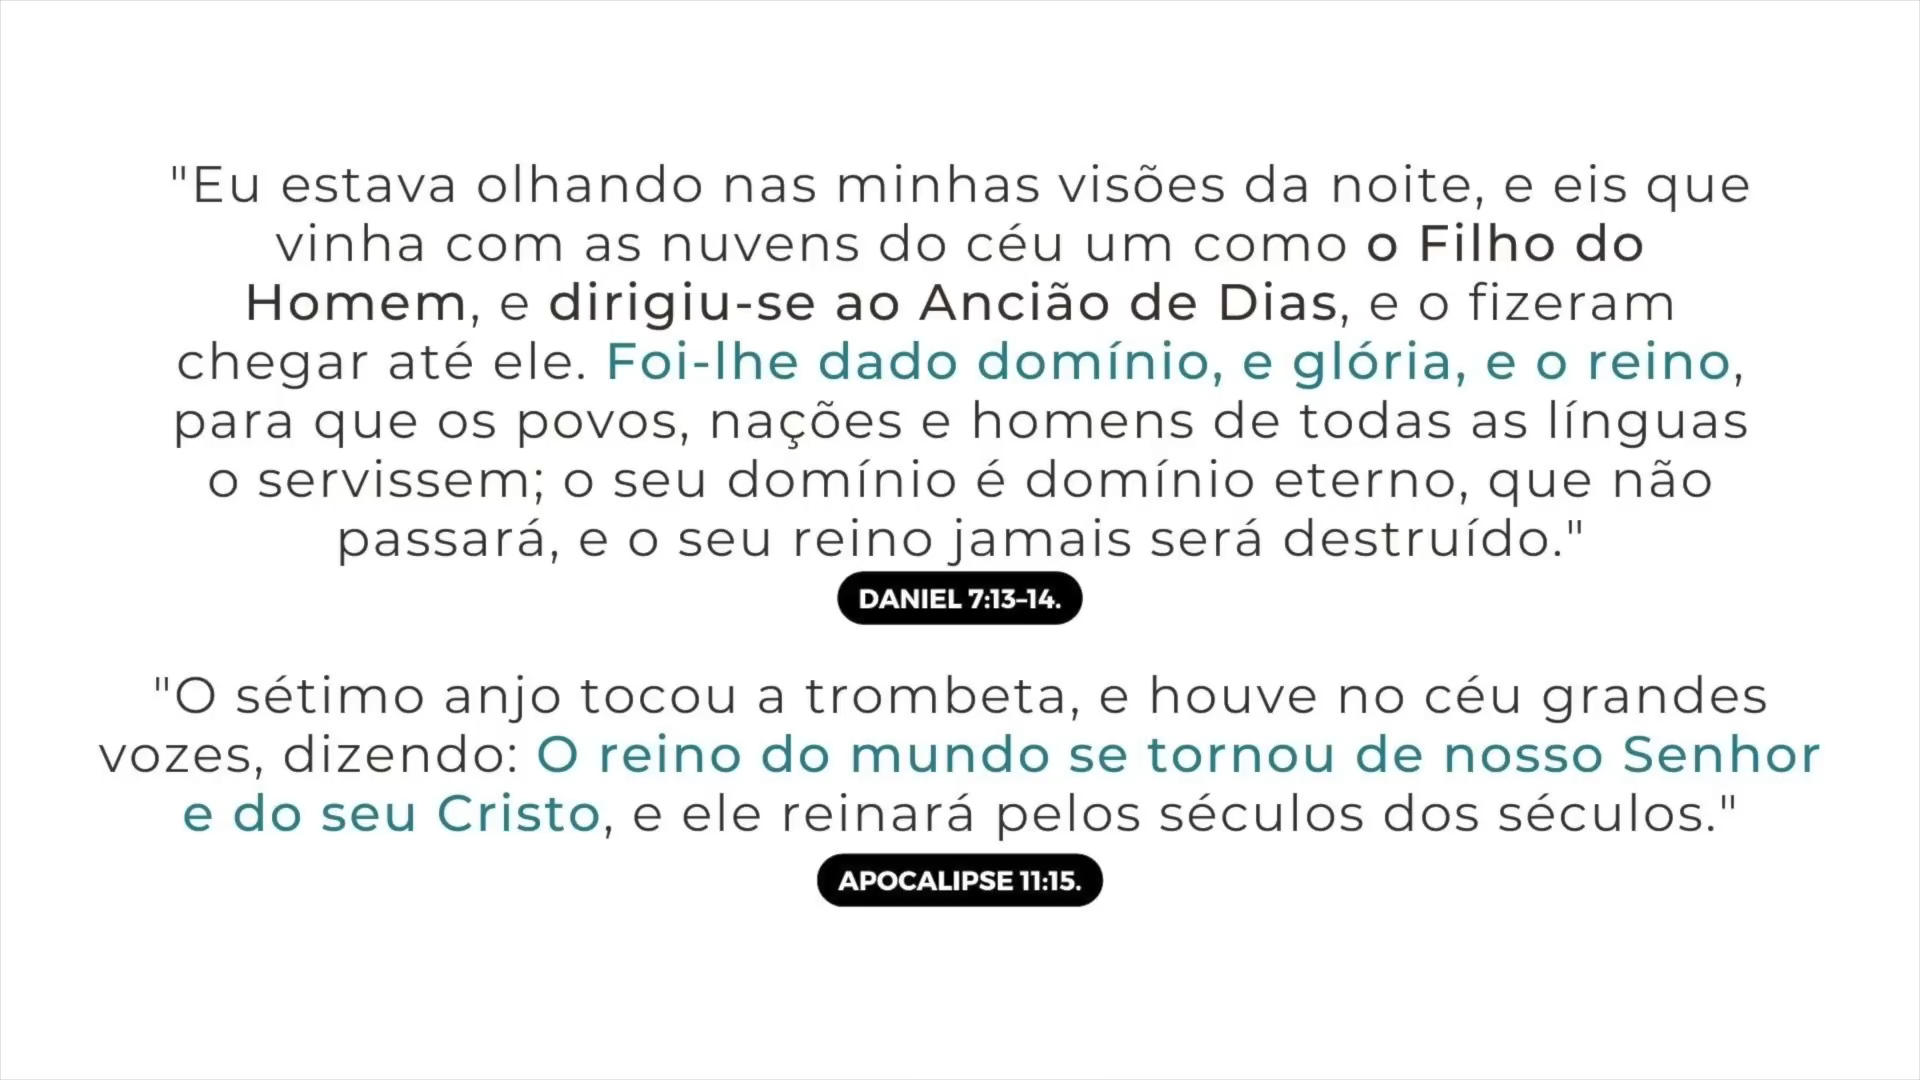 "Eu estava olhando nas minhas visões da noite, e eis que
vinha com as nuvens do céu um como o Filho do
Homem, e dirigiu-se ao Ancião de Dias, e o fizeram
chegar até ele. Foi-lhe dado domínio, e glória, e o reino,
para que os povos, nações e homens de todas as línguas
o servissem; o seu domínio é domínio eterno, que não
passará, e o seu reino jamais será destruído."
DANIEL 7:13–14.
"O sétimo anjo tocou a trombeta, e houve no céu grandes
vozes, dizendo: O reino do mundo se tornou de nosso Senhor
e do seu Cristo, e ele reinará pelos séculos dos séculos."
APOCALIPSE 11:15.